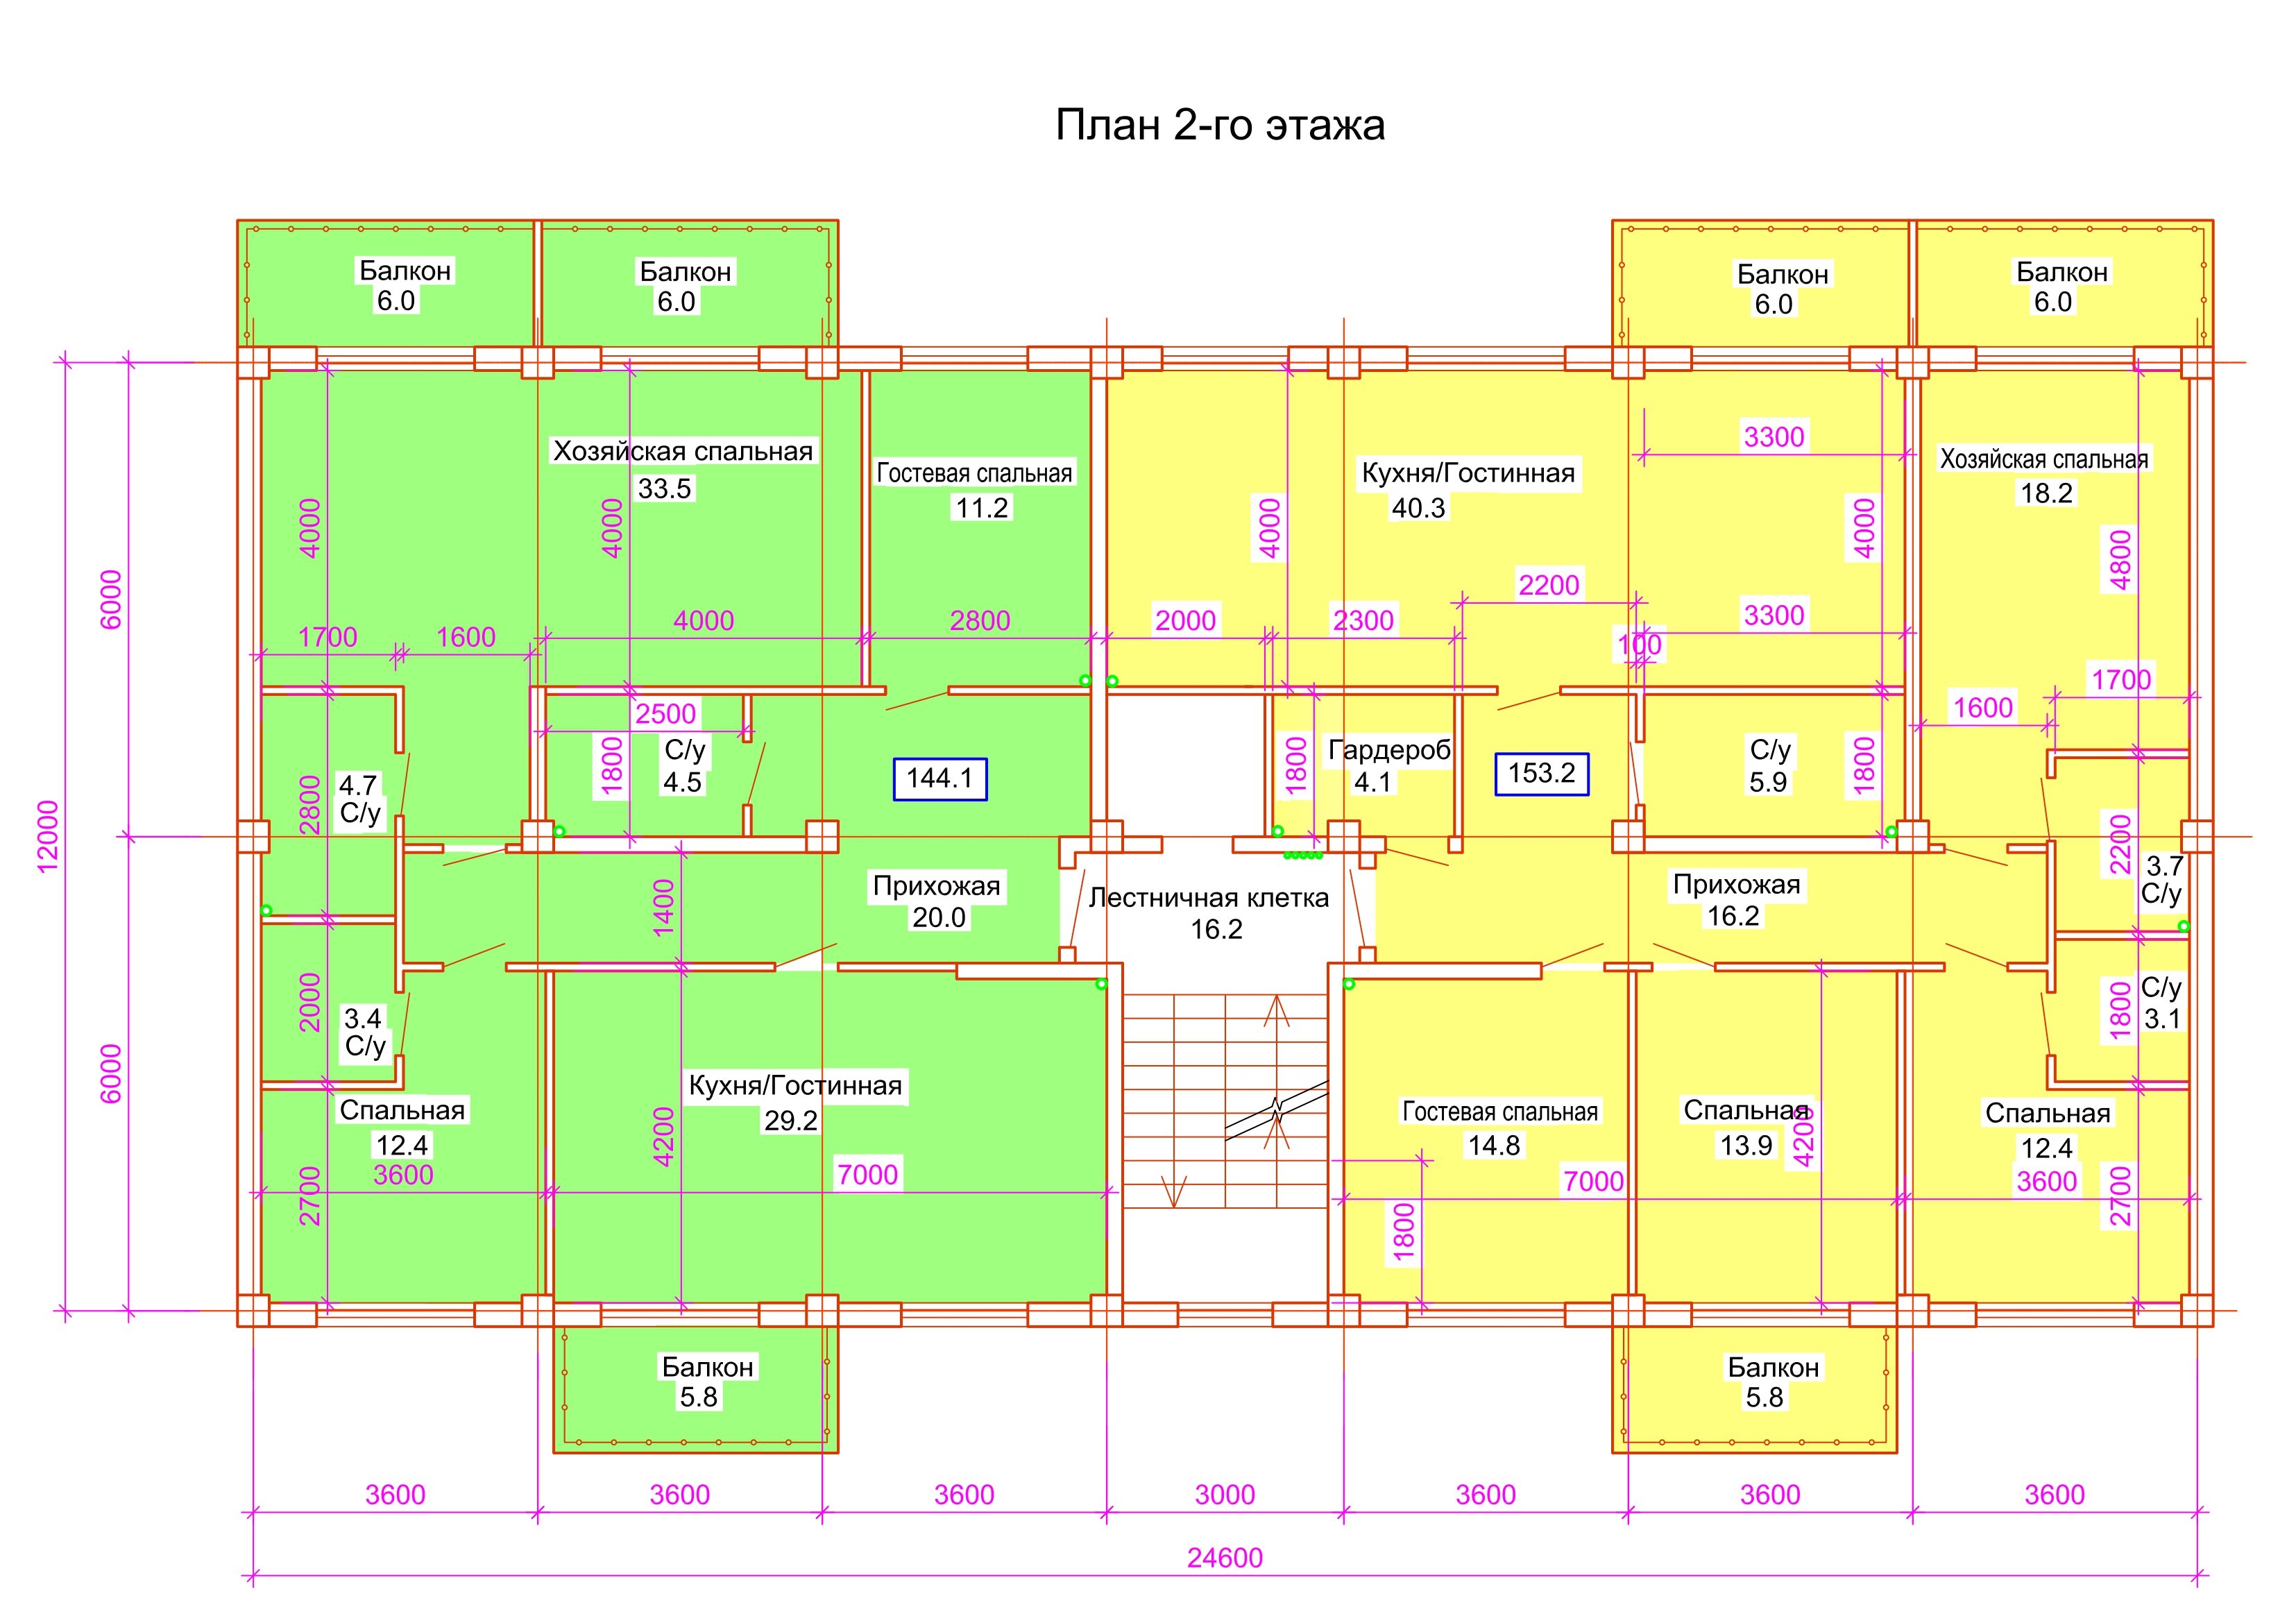 План 2-го этажа
Балкон
6.0
Балкон
6.0
Балкон
6.0
Балкон
6.0
Хозяйская спальная
33.5
Гостевая спальная
11.2
Кухня/Гостинная
40.3
Хозяйская спальная
18.2
3300
4000
4000
4000
4000
4800
6000
12000
6000
1700
1600
4000
2800
2000
2300
2200
100
3300
1600
1700
2500
С/у
4.5
1800
144.1
Гардероб
4.1
1800
153.2
С/у
5.9
1800
4.7
С/у
2800
2200
3.7
С/у
Прихожая
20.0
1400
Лестничная клетка
16.2
Прихожая
16.2
3.4
С/у
2000
С/у
3.1
1800
Спальная
12.4
3600
2700
Кухня/Гостинная
29.2
4200
7000
Гостевая спальная
14.8
Спальная
13.9
4200
7000
1800
Спальная
12.4
3600
2700
Балкон
5.8
Балкон
5.8
3600
3600
3600
3000
3600
3600
3600
24600